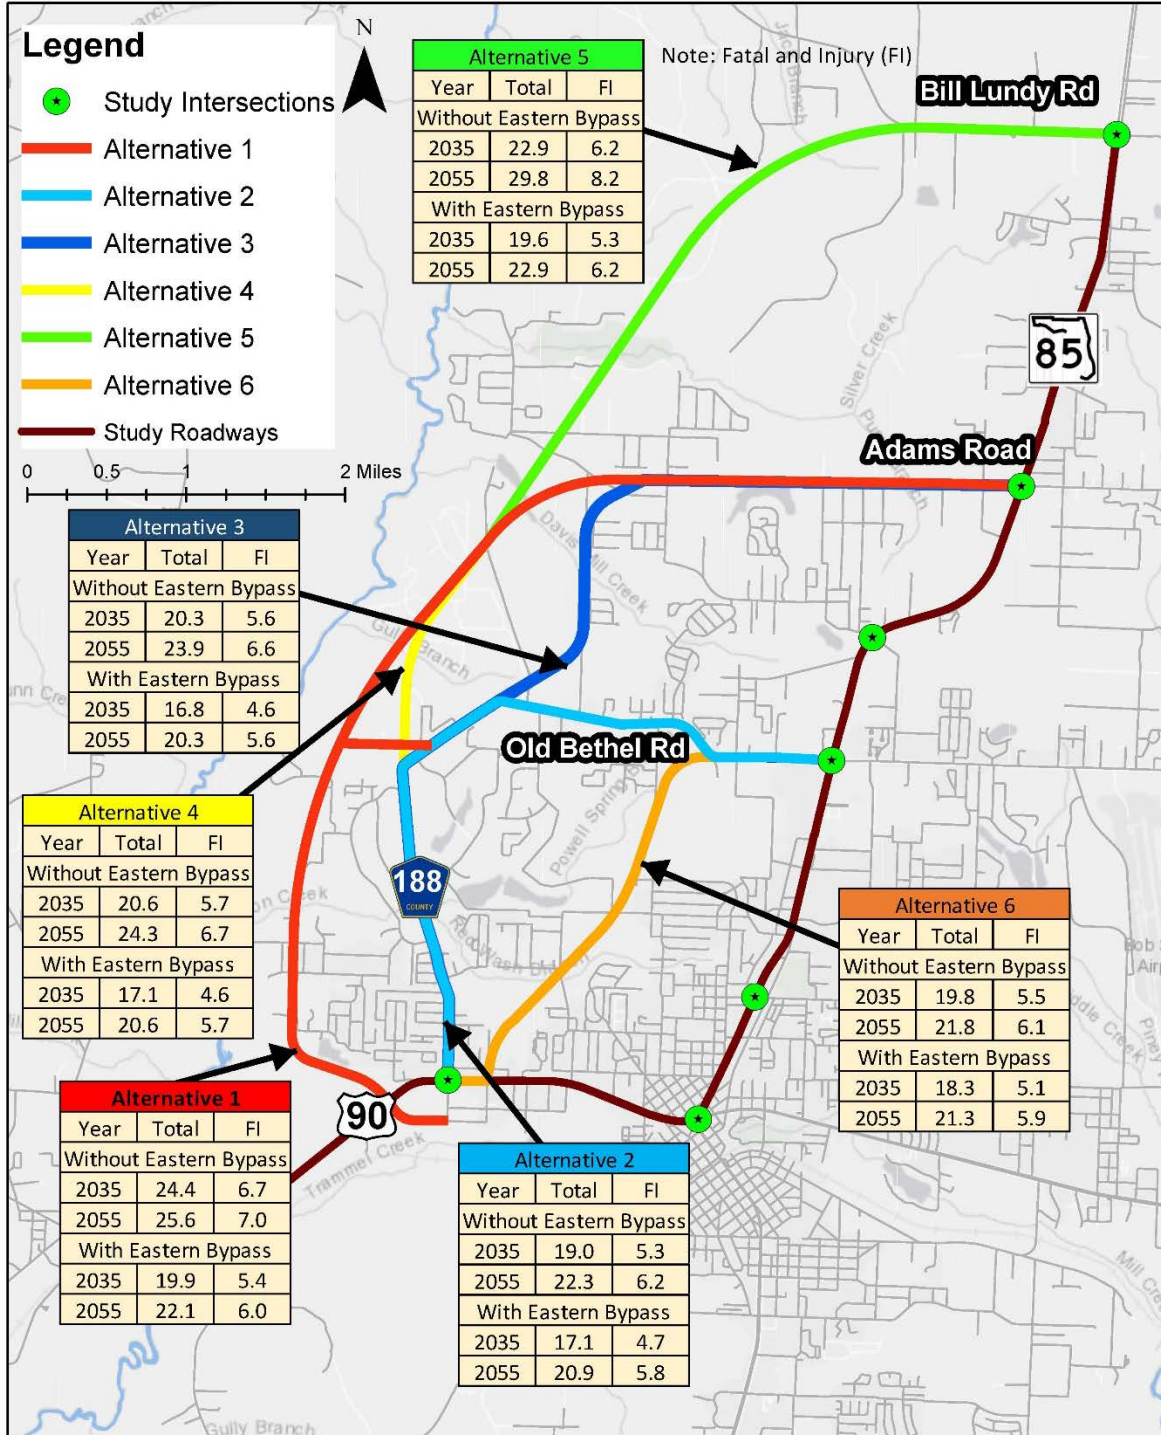 Legend
Study Intersections
Alternative 1
Alternative 2
Alternative 3
Alternative 4
Alternative 5
Alternative 6
Study Roadways
0 0.5 1 2 Miles
N
Note: Fatal and Injury (FI)
Alternative 5
Year Total FI
Without Eastern Bypass
2035 22.9 6.2
2055 29.8 8.2
With Eastern Bypass
2035 19.6 5.3
2055 22.9 6.2
Bill Lundy Rd
85
Silver Creek
Branch
Adams Road
Davis Mill Creek
Alternative 3
Year Total FI
Without Eastern Bypass
2035 20.3 5.6
2055 23.9 6.6
With Eastern Bypass
2035 16.8 4.6
2055 20.3 5.6
Gully Branch
Old Bethel Rd
Alternative 4
Year Total FI
Without Eastern Bypass
2035 20.6 5.7
2055 24.3 6.7
With Eastern Bypass
2035 17.1 4.6
2055 20.6 5.7
188
COUNTY
Powell Spring
Alternative 6
Year Total FI
Without Eastern Bypass
2035 19.8 5.5
2055 21.8 6.1
With Eastern Bypass
2035 18.3 5.1
2055 21.3 5.9
Alternative 1
Year Total FI
Without Eastern Bypass
2035 24.4 6.7
2055 25.6 7.0
With Eastern Bypass
2035 19.9 5.4
2055 22.1 6.0
90
Trammel Creek
Alternative 2
Year Total FI
Without Eastern Bypass
2035 19.0 5.3
2055 22.3 6.2
With Eastern Bypass
2035 17.1 4.7
2055 20.9 5.8
Gully Branch